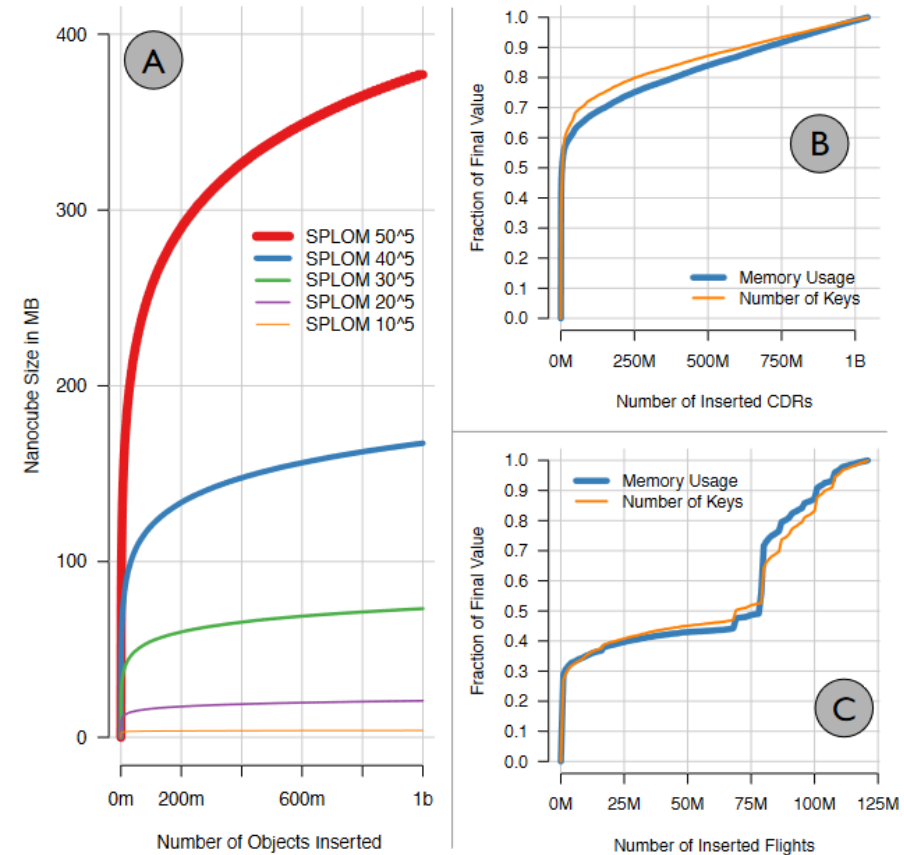 A
400
300
200
100
0
Nanocube Size in MB
SPLOM 50^5
SPLOM 40^5
SPLOM 30^5
SPLOM 20^5
SPLOM 10^5
0m 200m 600m 1b
Number of Objects Inserted
B
1.0
0.9
0.8
0.7
0.6
0.5
0.4
0.3
0.2
0.1
0.0
Fraction of Final Value
Memory Usage
Number of Keys
0M 250M 500M 750M 1B
Number of Inserted CDRs
C
1.0
0.9
0.8
0.7
0.6
0.5
0.4
0.3
0.2
0.1
0.0
Fraction of Final Value
Memory Usage
Number of Keys
0M 25M 50M 75M 100M 125M
Number of Inserted Flights